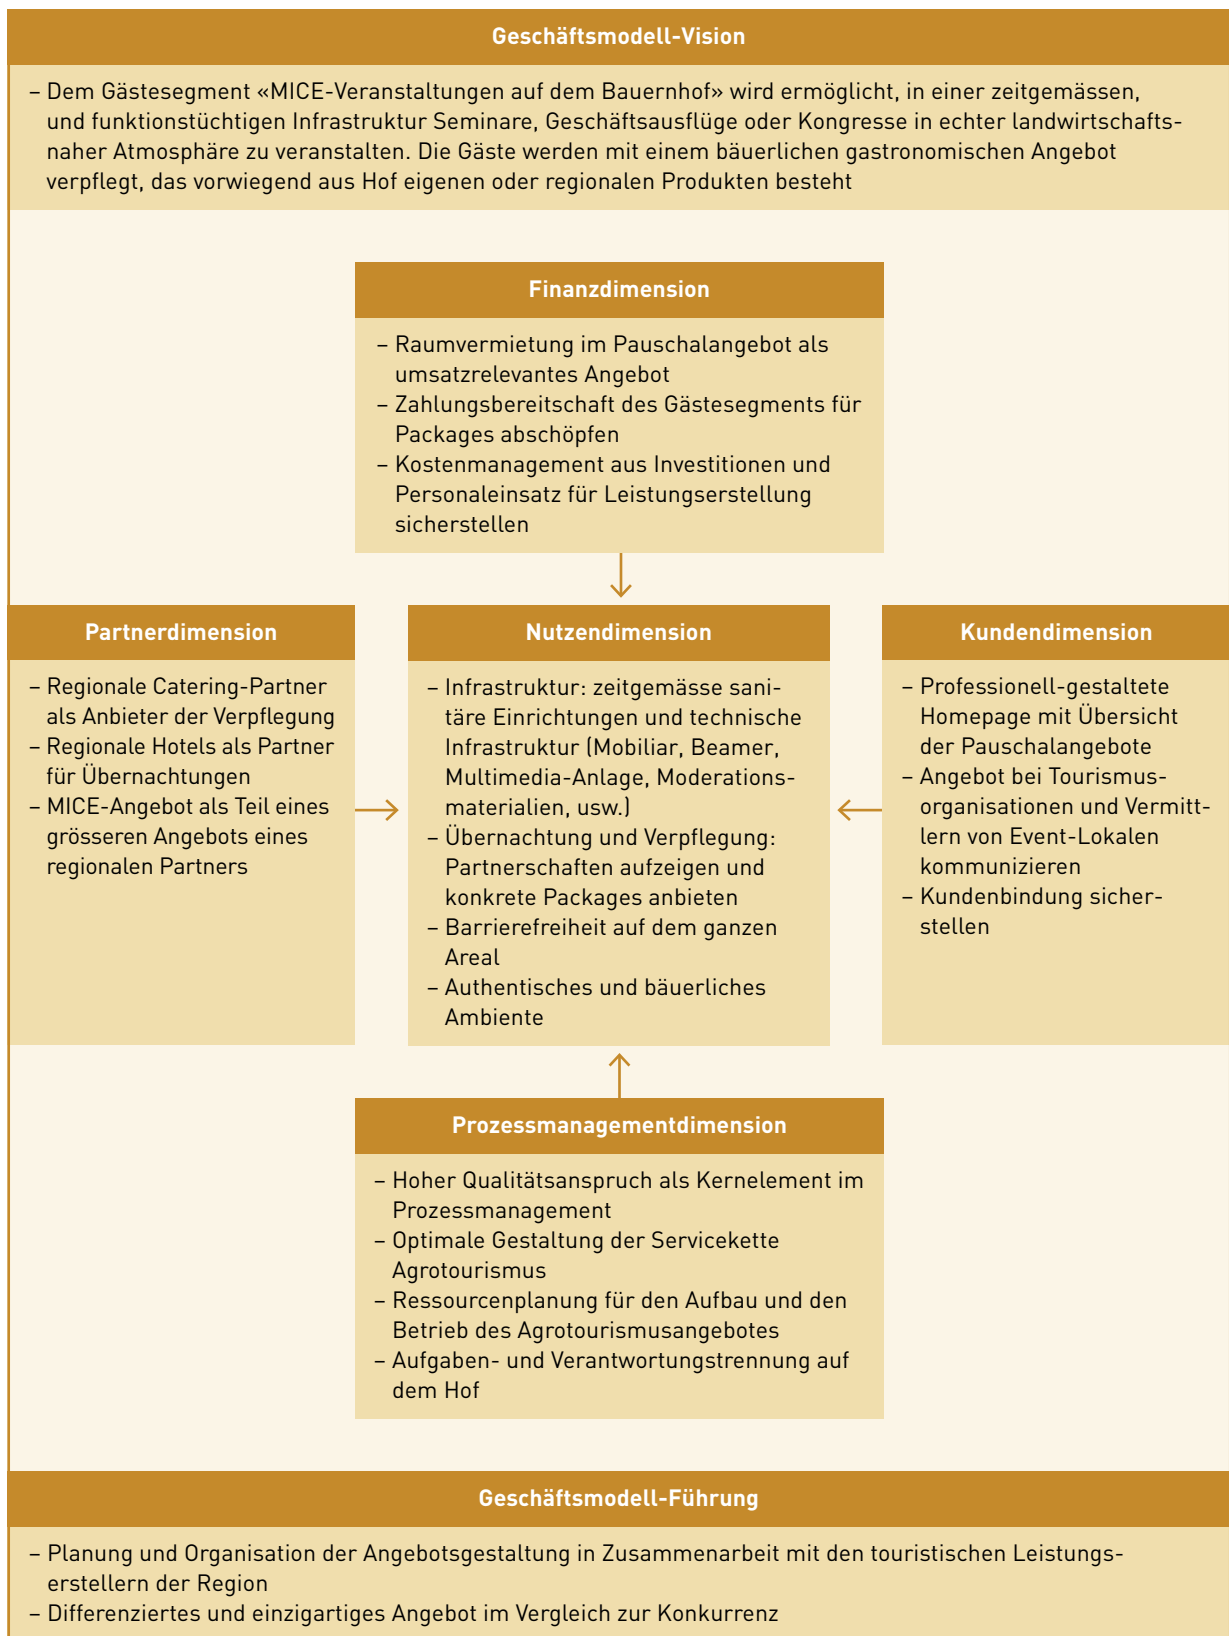 Geschäftsmodell-Vision
– Dem Gästesegment «MICE-Veranstaltungen auf dem Bauernhof» wird ermöglicht, in einer zeitgemässen,
und funktionstüchtigen Infrastruktur Seminare, Geschäftsausflüge oder Kongresse in echter landwirtschafts-
naher Atmosphäre zu veranstalten. Die Gäste werden mit einem bäuerlichen gastronomischen Angebot
verpflegt, das vorwiegend aus Hof eigenen oder regionalen Produkten besteht
Finanzdimension
– Raumvermietung im Pauschalangebot als
umsatzrelevantes Angebot
– Zahlungsbereitschaft des Gästesegments für
Packages abschöpfen
– Kostenmanagement aus Investitionen und
Personaleinsatz für Leistungserstellung
sicherstellen
Partnerdimension
– Regionale Catering-Partner
als Anbieter der Verpflegung
– Regionale Hotels als Partner
für Übernachtungen
– MICE-Angebot als Teil eines
grösseren Angebots eines
regionalen Partners
Nutzendimension
– Infrastruktur: zeitgemässe sani-
täre Einrichtungen und technische
Infrastruktur (Mobiliar, Beamer,
Multimedia-Anlage, Moderations-
materialien, usw.)
– Übernachtung und Verpflegung:
Partnerschaften aufzeigen und
konkrete Packages anbieten
– Barrierefreiheit auf dem ganzen
Areal
– Authentisches und bäuerliches
Ambiente
Kundendimension
– Professionell-gestaltete
Homepage mit Übersicht
der Pauschalangebote
– Angebot bei Tourismus-
organisationen und Vermitt-
lern von Event-Lokalen
kommunizieren
– Kundenbindung sicher-
stellen
Prozessmanagementdimension
– Hoher Qualitätsanspruch als Kernelement im
Prozessmanagement
– Optimale Gestaltung der Servicekette
Agrotourismus
– Ressourcenplanung für den Aufbau und den
Betrieb des Agrotourismusangebotes
– Aufgaben- und Verantwortungstrennung auf
dem Hof
Geschäftsmodell-Führung
– Planung und Organisation der Angebotsgestaltung in Zusammenarbeit mit den touristischen Leistungs-
erstellern der Region
– Differenziertes und einzigartiges Angebot im Vergleich zur Konkurrenz